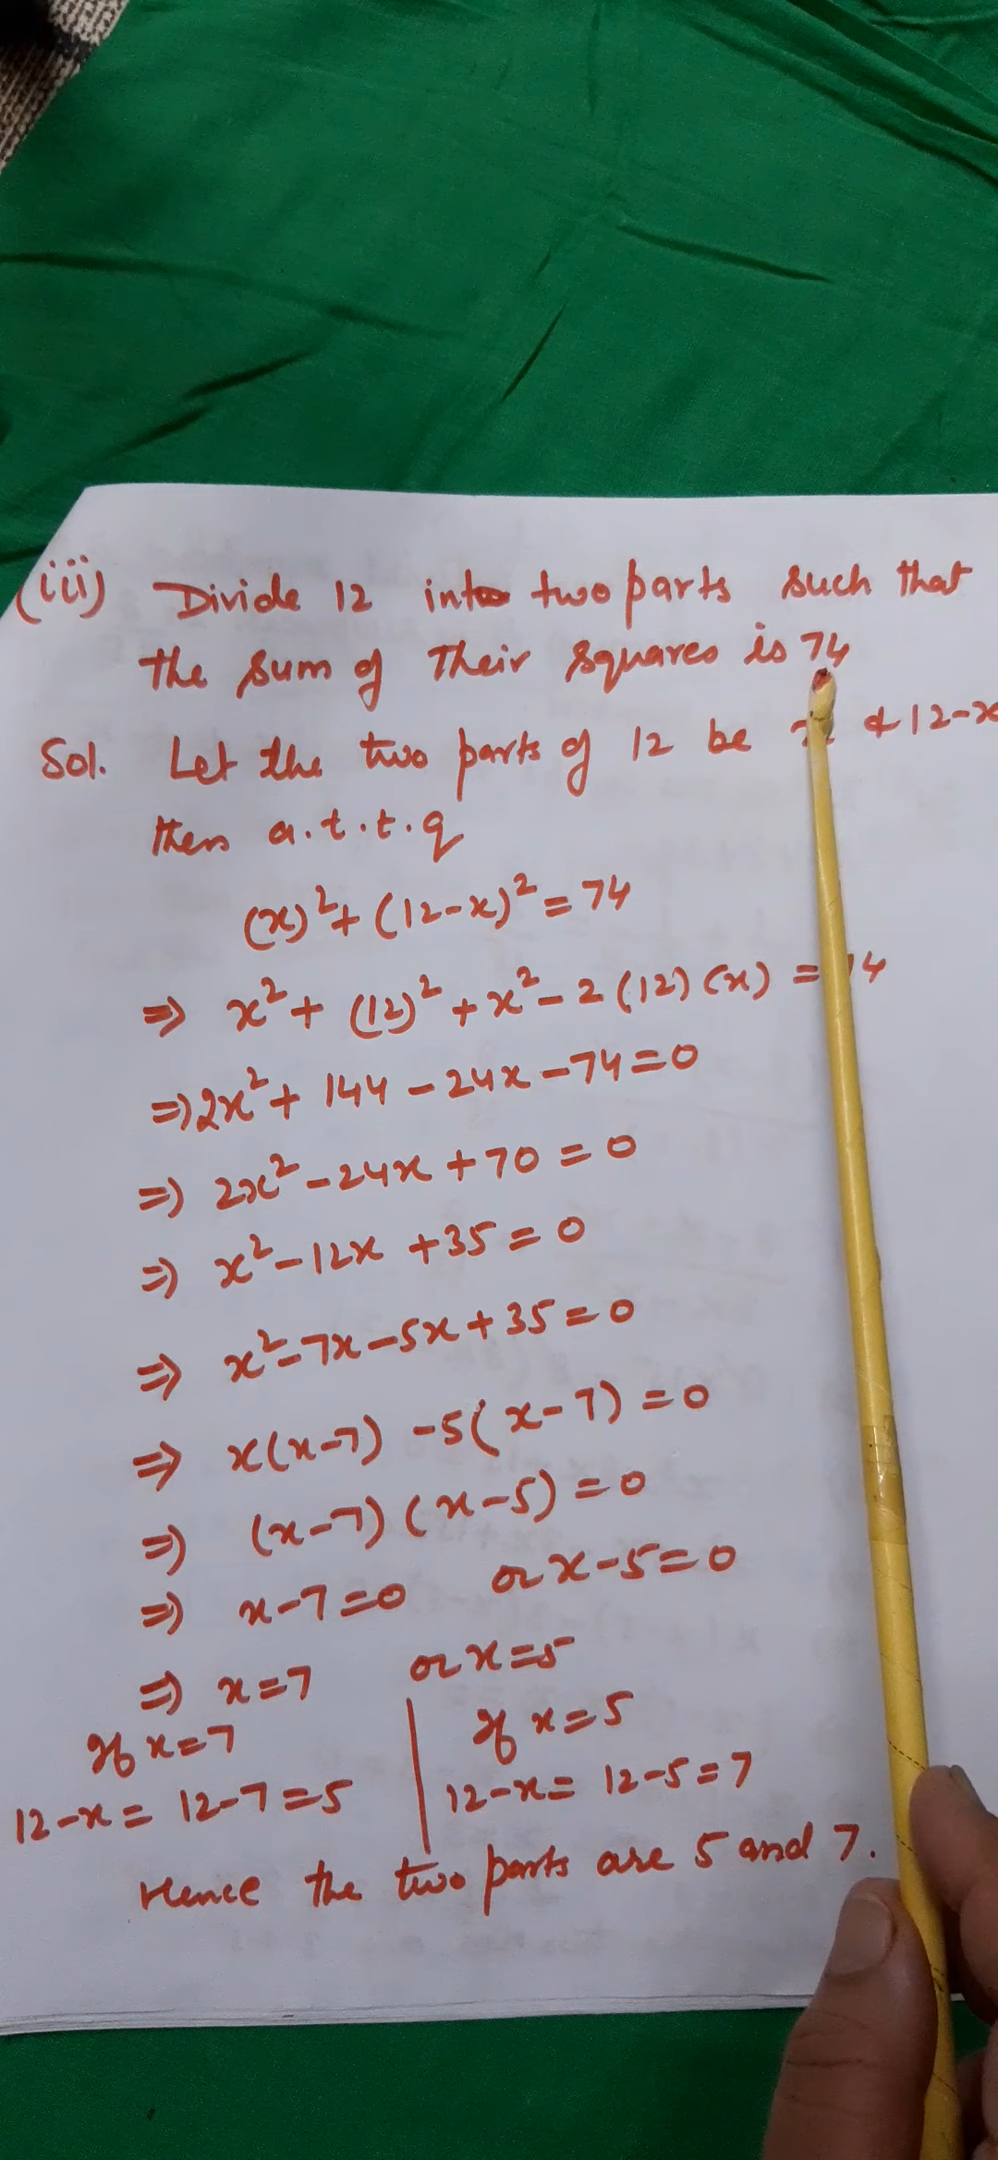 (iii) Divide 12 into two parts such that
the sum of their squares is 74
Sol. Let the two parts of 12 be & 12-x
then a.t.t.q
(x)²+(12-x)²=74
⇒ x²+ (12)²+x²-2(12)(x) = 4
⇒2x²+ 144 -24x-74=0
⇒ 2x²-24x+70=0
⇒ x²-12x +35=0
⇒ x²-7x-5x+35=0
⇒ x(x-7) -5(x-7)=0
⇒ (x-7)(x-5)=0
⇒ x-7=0 or x-5=0
⇒ x=7 or x=5
If x=7 If x=5
12-x= 12-7=5 12-x= 12-5=7
Hence the two parts are 5 and 7.